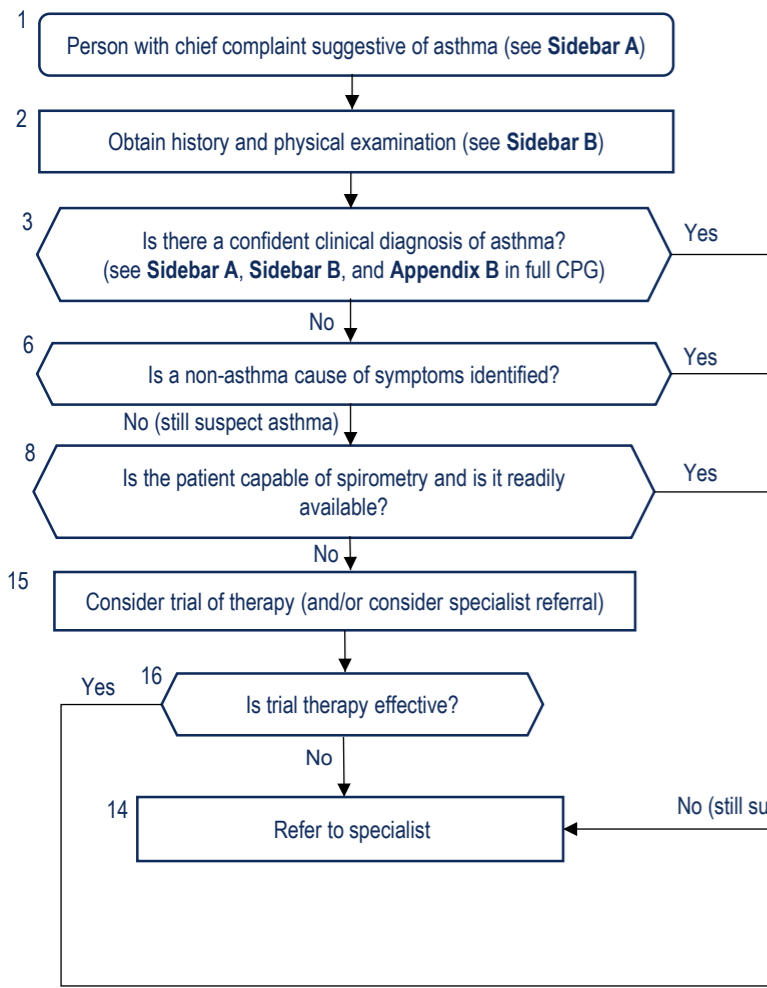 1
Person with chief complaint suggestive of asthma (see Sidebar A)
2
Obtain history and physical examination (see Sidebar B)
3
Is there a confident clinical diagnosis of asthma?
(see Sidebar A, Sidebar B, and Appendix B in full CPG)
Yes
No
6
Is a non-asthma cause of symptoms identified?
Yes
No (still suspect asthma)
8
Is the patient capable of spirometry and is it readily
available?
Yes
No
15
Consider trial of therapy (and/or consider specialist referral)
16
Yes
Is trial therapy effective?
No
14
Refer to specialist
No (still su